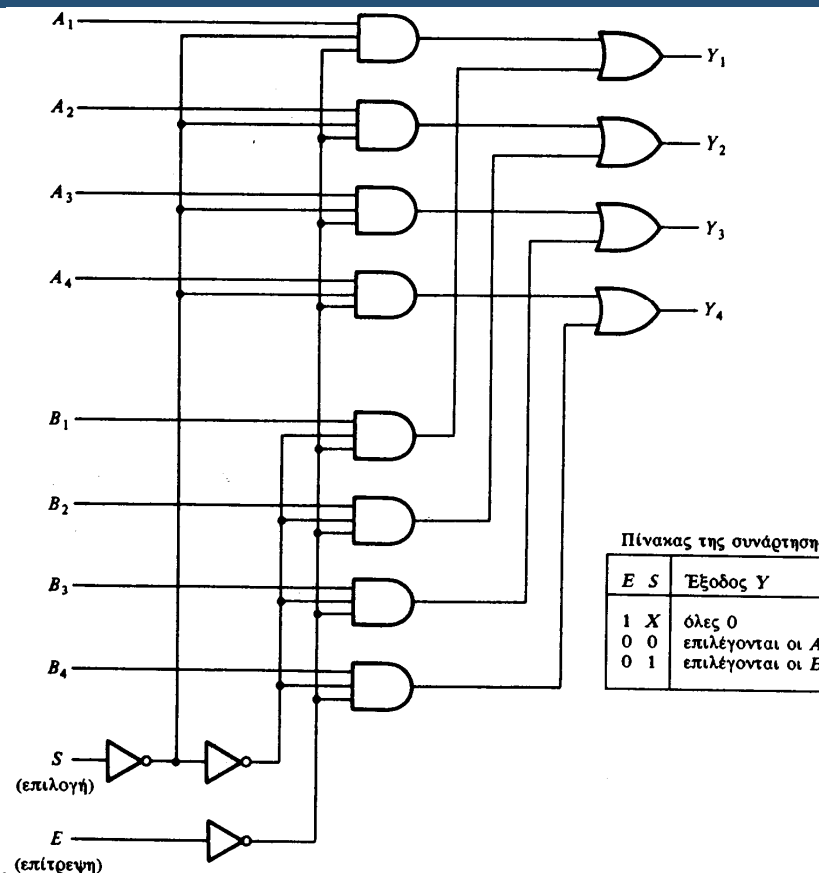 A₁
Y₁
A₂
Y₂
A₃
Y₃
A₄
Y₄
B₁
B₂
B₃
B₄
S
(επιλογή)
E
(επίτρεψη)
Πίνακας της συνάρτηση
E S Έξοδος Y
1 X όλες 0
0 0 επιλέγονται οι A
0 1 επιλέγονται οι B